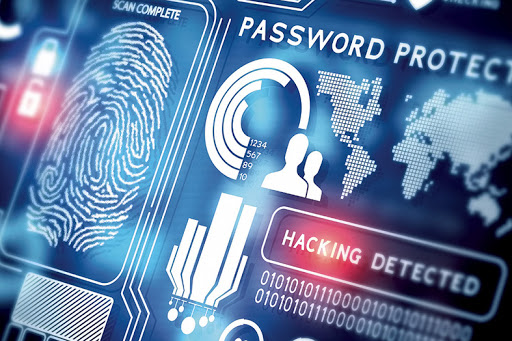 SCAN COMPLETE
PASSWORD PROTECT
1234
567
89
10
HACKING DETECTED